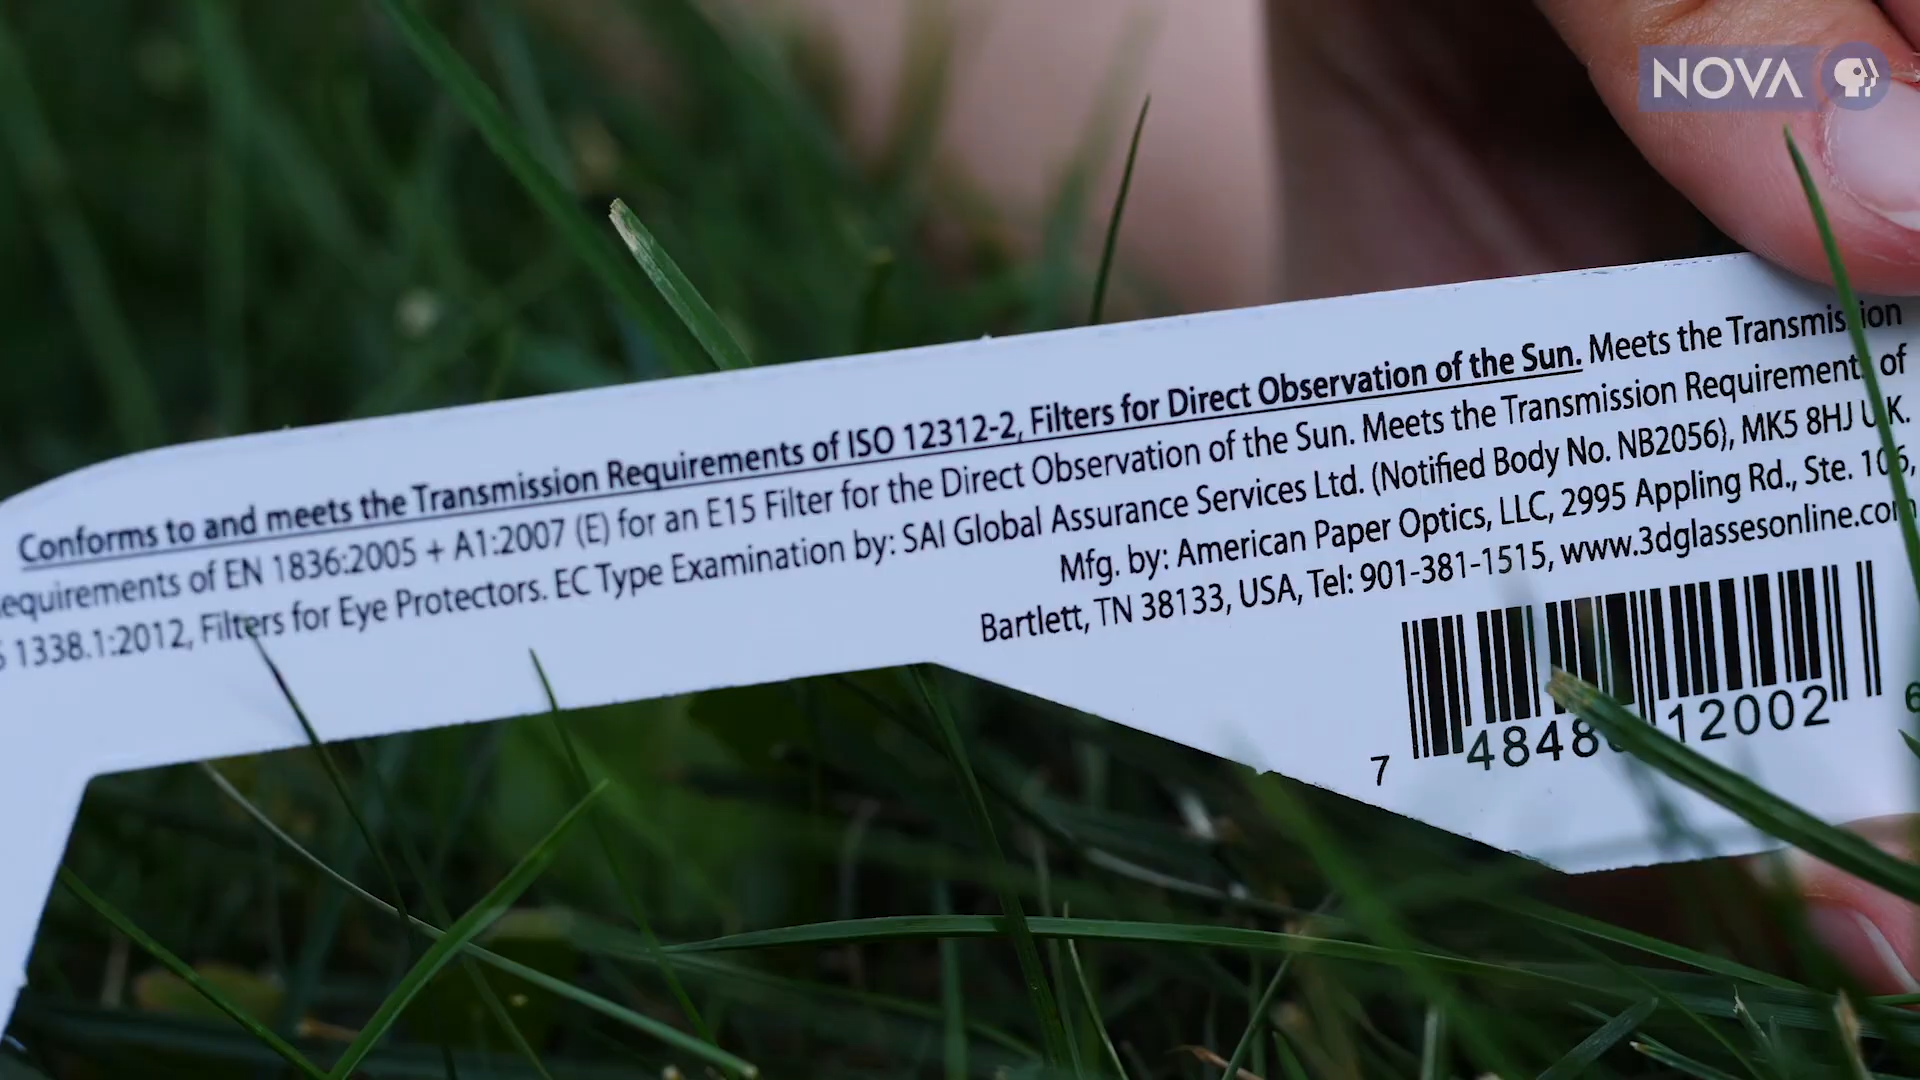 NOVA
Conforms to and meets the Transmission Requirements of ISO 12312-2, Filters for Direct Observation of the Sun. Meets the Transmission
Requirements of EN 1836:2005 + A1:2007 (E) for an E15 Filter for the Direct Observation of the Sun. Meets the Transmission Requirements of
1338.1:2012, Filters for Eye Protectors. EC Type Examination by: SAI Global Assurance Services Ltd. (Notified Body No. NB2056), MK5 8HJ U.K.
Mfg. by: American Paper Optics, LLC, 2995 Appling Rd., Ste. 106,
Bartlett, TN 38133, USA, Tel: 901-381-1515, www.3dglassesonline.com
7 4848 12002 6